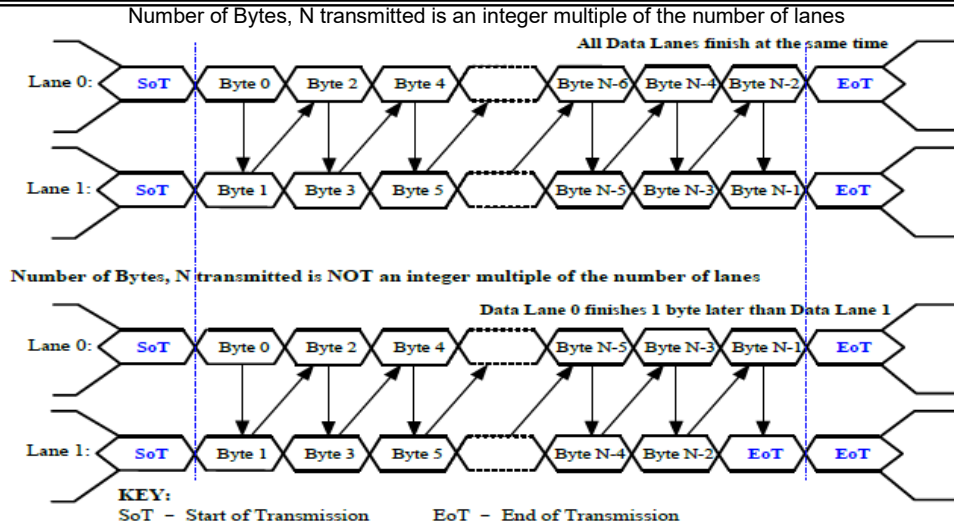 Number of Bytes, N transmitted is an integer multiple of the number of lanes
All Data Lanes finish at the same time
Lane 0: SoT Byte 0 Byte 2 Byte 4 Byte N-6 Byte N-4 Byte N-2 EoT
Lane 1: SoT Byte 1 Byte 3 Byte 5 Byte N-5 Byte N-3 Byte N-1 EoT
Number of Bytes, N transmitted is NOT an integer multiple of the number of lanes
Data Lane 0 finishes 1 byte later than Data Lane 1
Lane 0: SoT Byte 0 Byte 2 Byte 4 Byte N-5 Byte N-3 Byte N-1 EoT
Lane 1: SoT Byte 1 Byte 3 Byte 5 Byte N-4 Byte N-2 EoT EoT
KEY:
SoT – Start of Transmission EoT – End of Transmission